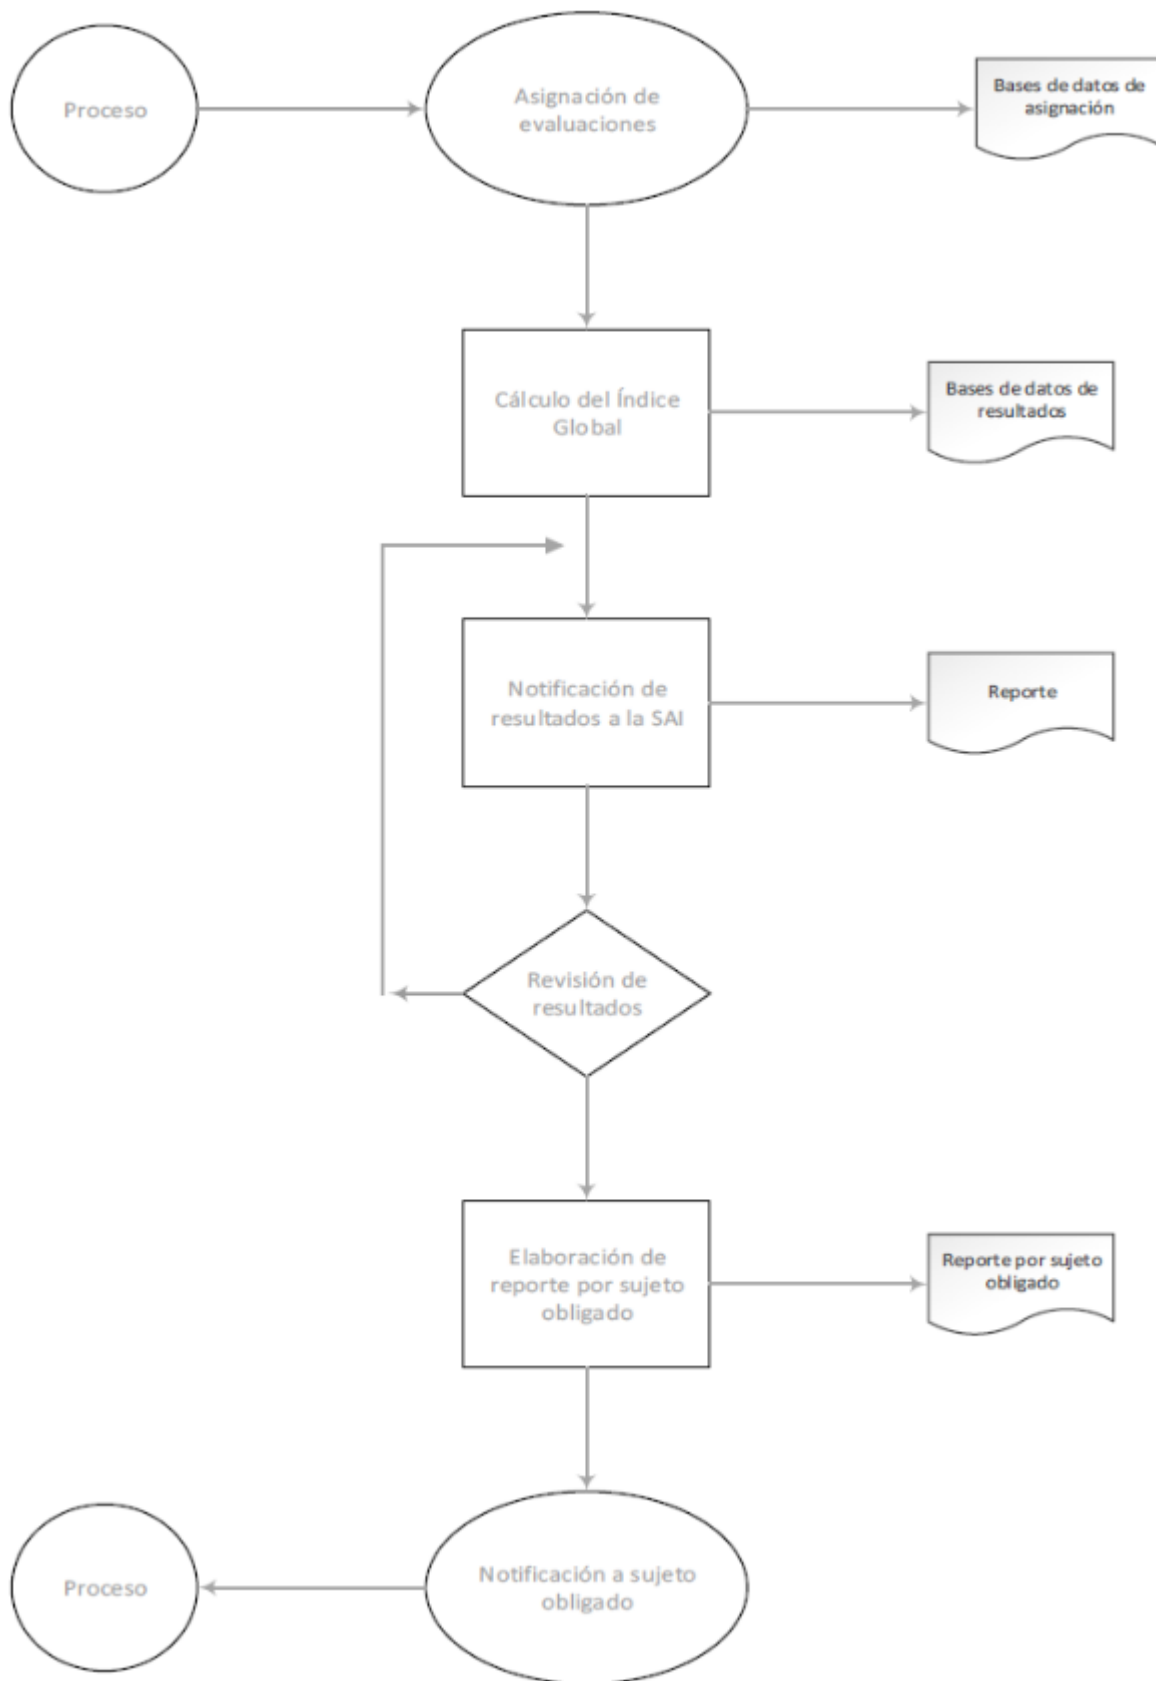 Proceso
Asignación de
evaluaciones
Bases de datos de
asignación
Cálculo del Índice
Global
Bases de datos de
resultados
Notificación de
resultados a la SAI
Reporte
Revisión de
resultados
Elaboración de
reporte por sujeto
obligado
Reporte por sujeto
obligado
Proceso
Notificación a sujeto
obligado